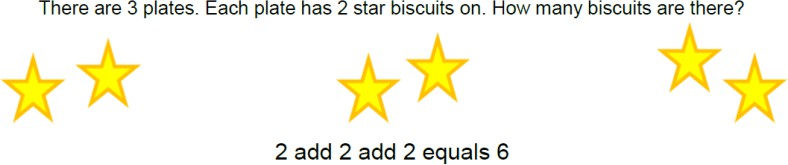 There are 3 plates. Each plate has 2 star biscuits on. How many biscuits are there?
2 add 2 add 2 equals 6